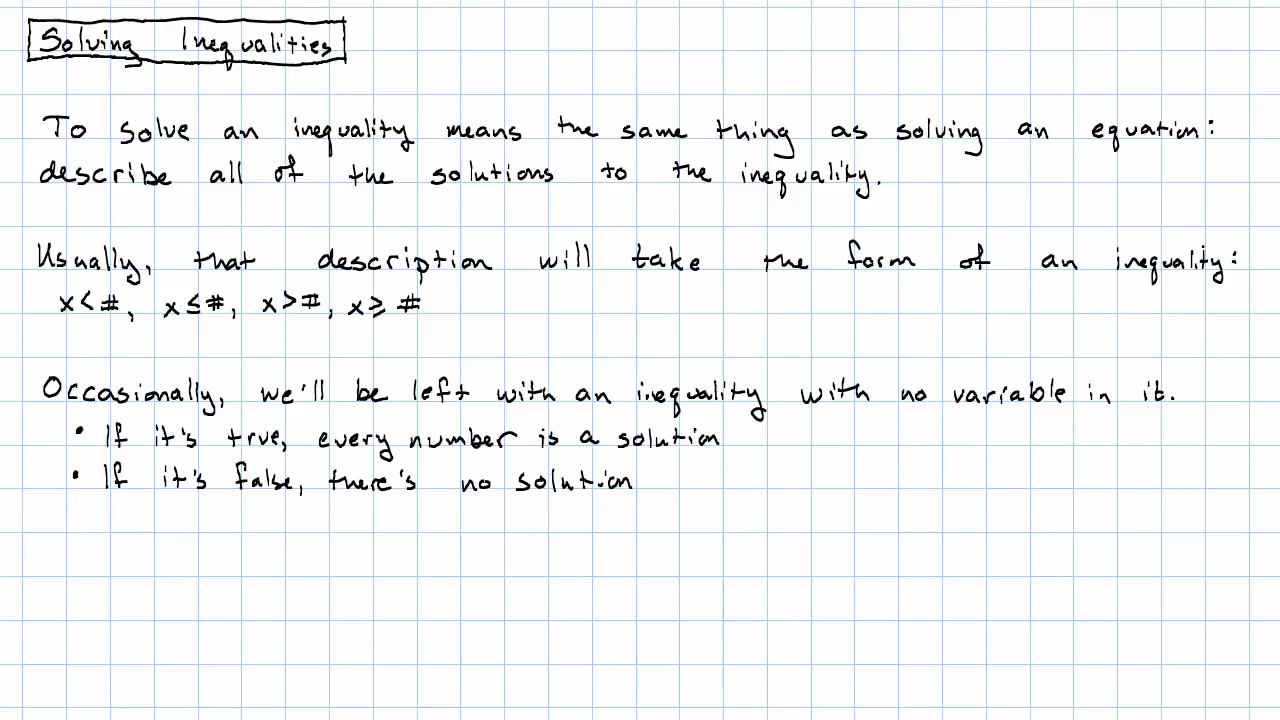 Solving Inequalities
To solve an inequality means the same thing as solving an equation:
describe all of the solutions to the inequality.
Usually, that description will take the form of an inequality:
x < #, x ≤ #, x > #, x ≥ #
Occasionally, we'll be left with an inequality with no variable in it.
• If it's true, every number is a solution
• If it's false, there's no solution